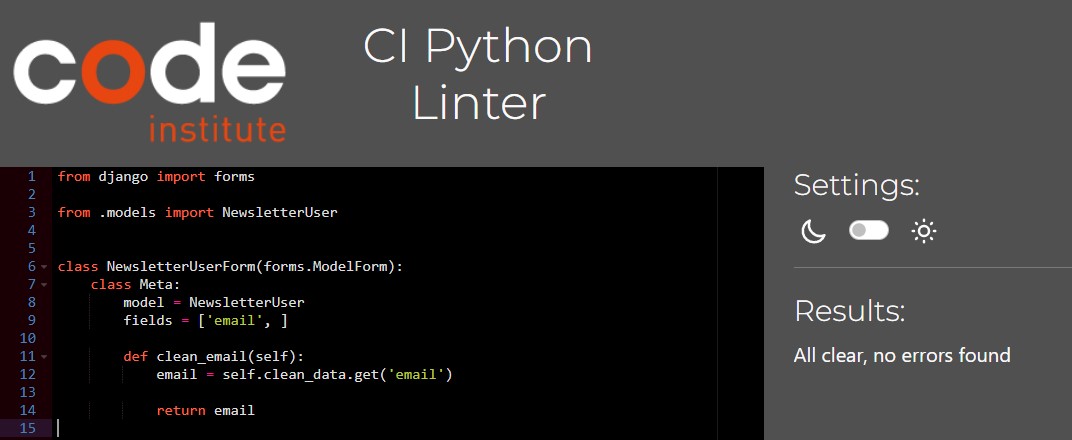 code
institute
CI Python
Linter
1 from django import forms
2
3 from .models import NewsletterUser
4
5
6 class NewsletterUserForm(forms.ModelForm):
7     class Meta:
8         model = NewsletterUser
9         fields = ['email', ]
10
11         def clean_email(self):
12             email = self.clean_data.get('email')
13
14             return email
15
Settings:
Results:
All clear, no errors found